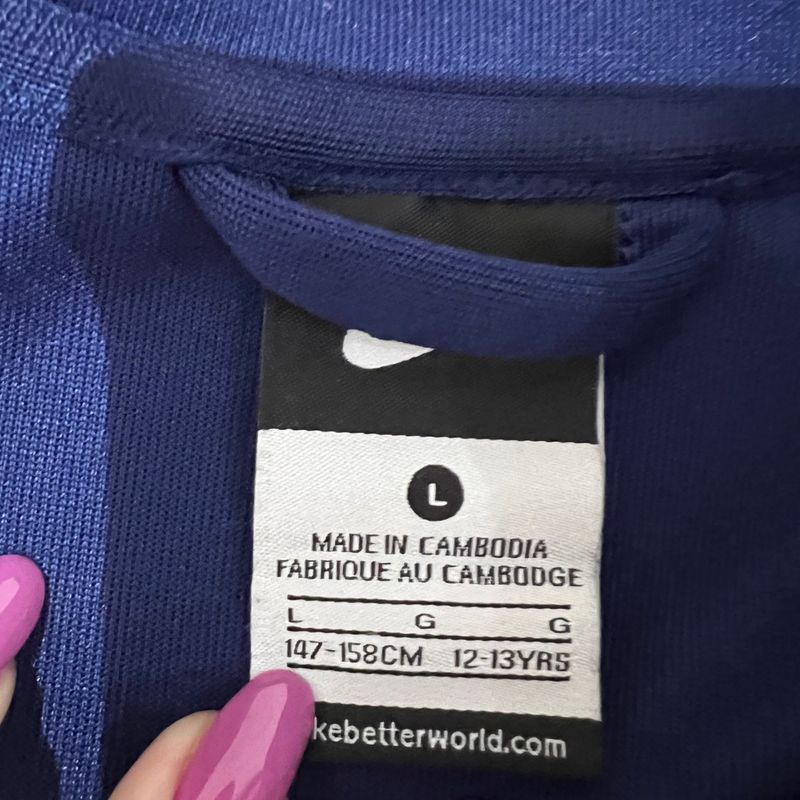 L
MADE IN CAMBODIA
FABRIQUE AU CAMBODGE
L G G
147-158CM 12-13YRS
kebetterworld.com